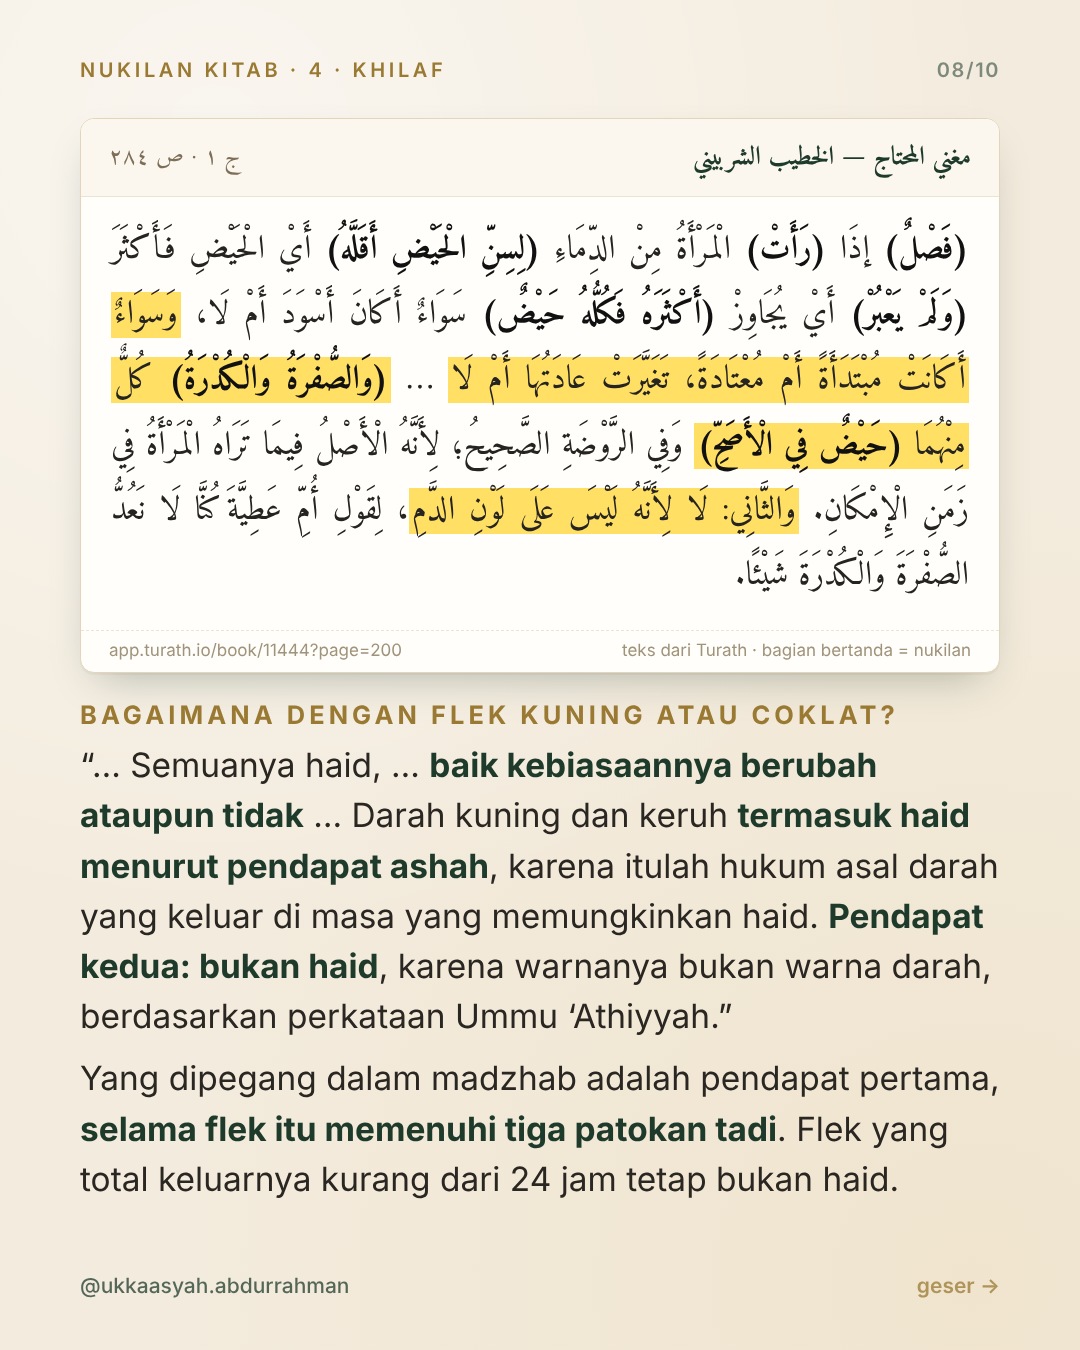 NUKILAN KITAB · 4 · KHILAF
08/10
مغني المحتاج — الخطيب الشربيني
ج ١ · ص ٢٨٤
(فَصْلٌ) إذَا (رَأَتْ) الْمَرْأَةُ مِنْ الدِّمَاءِ (لِسِنِّ الْحَيْضِ أَقَلَّهُ) أَيْ الْحَيْضِ فَأَكْثَرَ
(وَلَمْ يَعْبُرْ) أَيْ يُجَاوِزْ (أَكْثَرَهُ فَكُلُّهُ حَيْضٌ) سَوَاءٌ أَكَانَ أَسْوَدَ أَمْ لَا، وَسَوَاءٌ
أَكَانَتْ مُبْتَدَأَةً أَمْ مُعْتَادَةً، تَغَيَّرَتْ عَادَتُهَا أَمْ لَا ... (وَالصُّفْرَةُ وَالْكُدْرَةُ) كُلٌّ
مِنْهُمَا (حَيْضٌ فِي الْأَصَحِّ) وَفِي الرَّوْضَةِ الصَّحِيحُ؛ لِأَنَّهُ الْأَصْلُ فِيمَا تَرَاهُ الْمَرْأَةُ فِي
زَمَنِ الْإِمْكَانِ. وَالثَّانِي: لَا لِأَنَّهُ لَيْسَ عَلَى لَوْنِ الدَّمِ، لِقَوْلِ أُمِّ عَطِيَّةَ كُنَّا لَا نَعُدُّ
الصُّفْرَةَ وَالْكُدْرَةَ شَيْئًا.
app.turath.io/book/11444?page=200
teks dari Turath · bagian bertanda = nukilan
BAGAIMANA DENGAN FLEK KUNING ATAU COKLAT?
“... Semuanya haid, ... baik kebiasaannya berubah
ataupun tidak ... Darah kuning dan keruh termasuk haid
menurut pendapat ashah, karena itulah hukum asal darah
yang keluar di masa yang memungkinkan haid. Pendapat
kedua: bukan haid, karena warnanya bukan warna darah,
berdasarkan perkataan Ummu ‘Athiyyah.”
Yang dipegang dalam madzhab adalah pendapat pertama,
selama flek itu memenuhi tiga patokan tadi. Flek yang
total keluarnya kurang dari 24 jam tetap bukan haid.
@ukkaasyah.abdurrahman
geser →